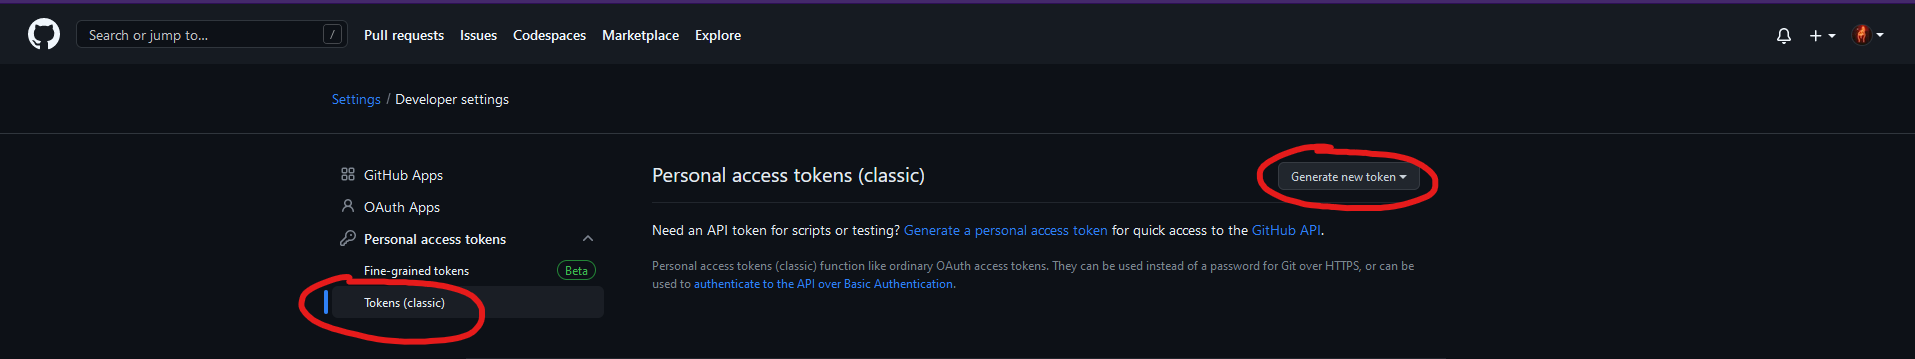 Search or jump to...
/
Pull requests
Issues
Codespaces
Marketplace
Explore
Settings / Developer settings
GitHub Apps
OAuth Apps
Personal access tokens
Fine-grained tokens
Beta
Tokens (classic)
Personal access tokens (classic)
Generate new token
Need an API token for scripts or testing? Generate a personal access token for quick access to the GitHub API.
Personal access tokens (classic) function like ordinary OAuth access tokens. They can be used instead of a password for Git over HTTPS, or can be
used to authenticate to the API over Basic Authentication.